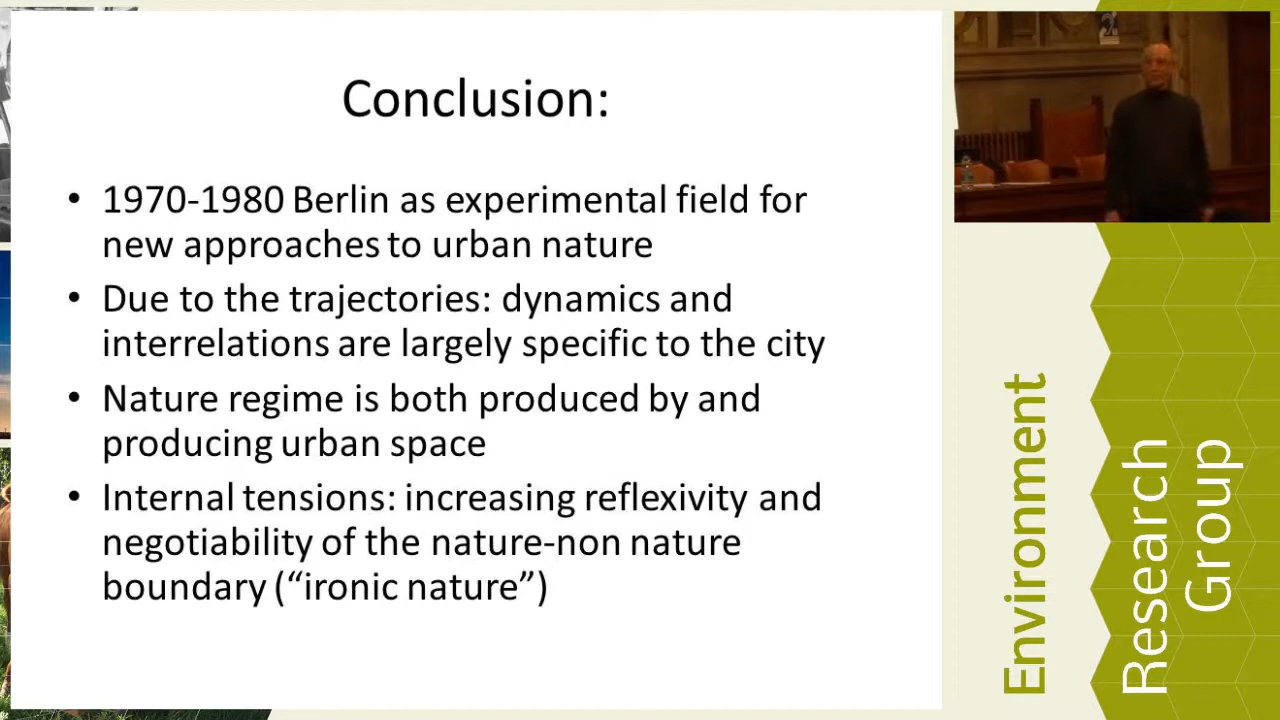 Conclusion:
• 1970-1980 Berlin as experimental field for
new approaches to urban nature
• Due to the trajectories: dynamics and
interrelations are largely specific to the city
• Nature regime is both produced by and
producing urban space
• Internal tensions: increasing reflexivity and
negotiability of the nature-non nature
boundary (“ironic nature”)
Environment
Research
Group